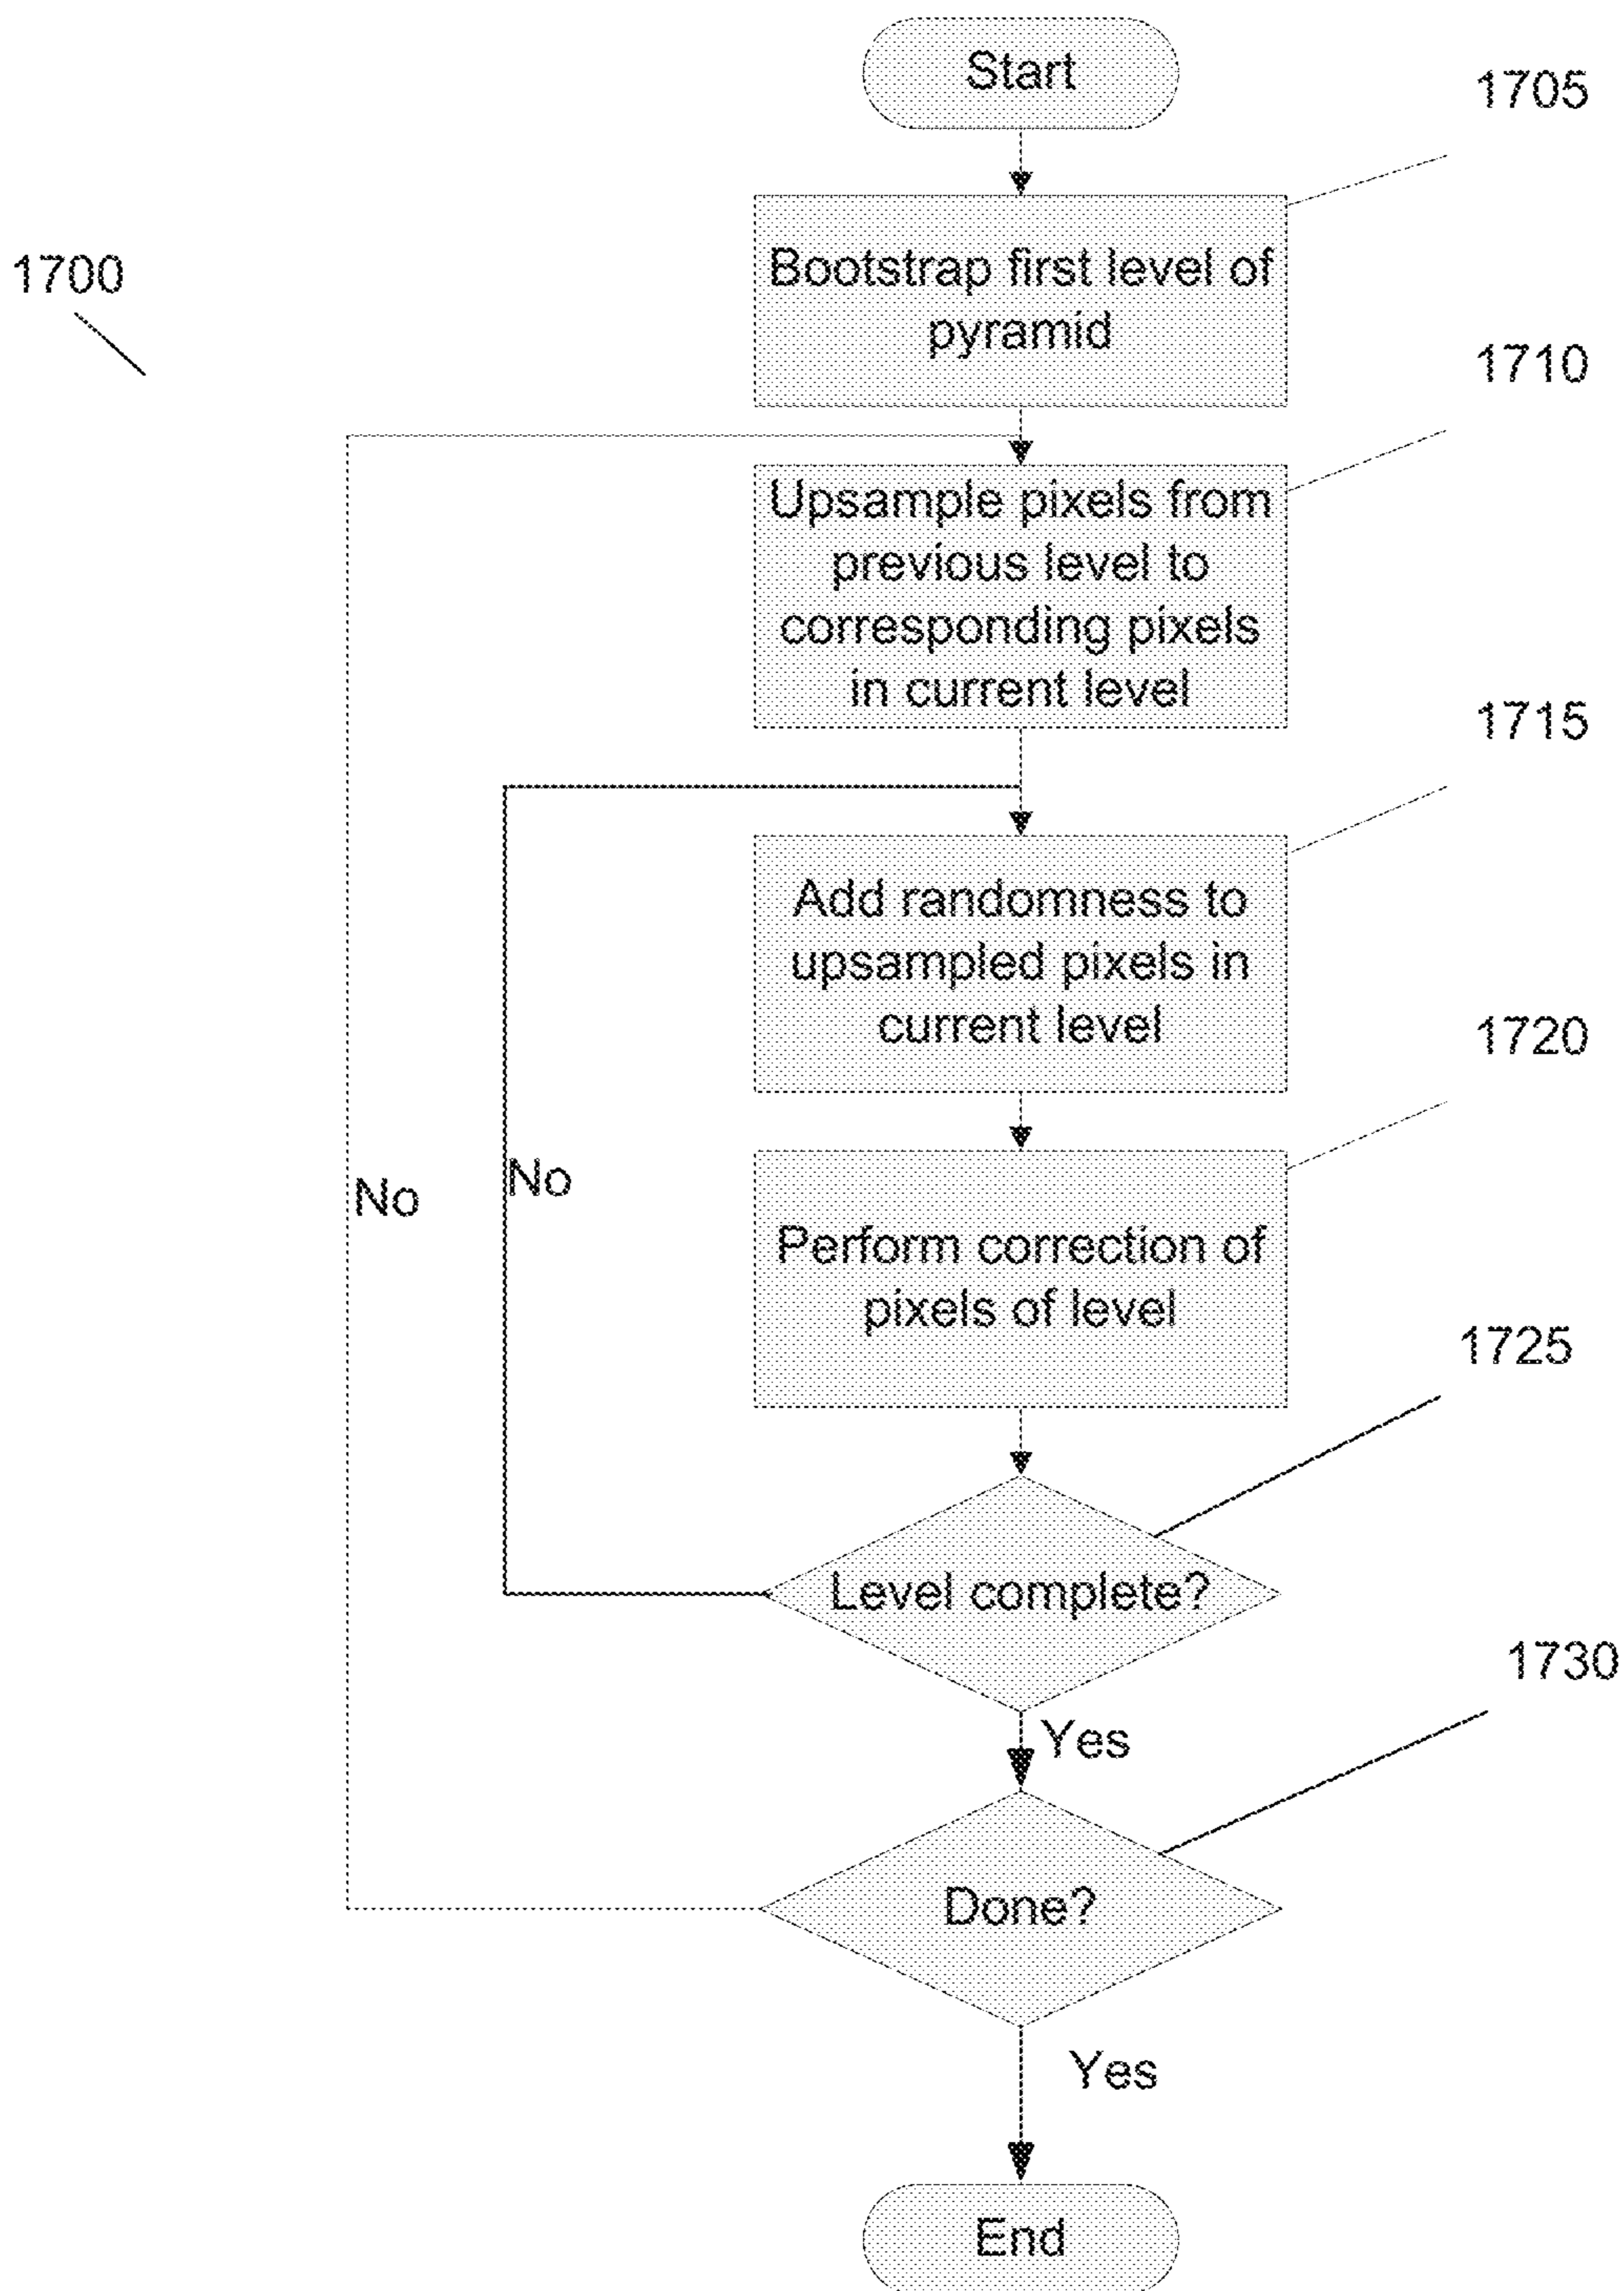 Start
1705
1700
Bootstrap first level of
pyramid
1710
Upsample pixels from
previous level to
corresponding pixels
in current level
1715
Add randomness to
upsampled pixels in
current level
1720
No
No
Perform correction of
pixels of level
1725
Level complete?
1730
Yes
Done?
Yes
End